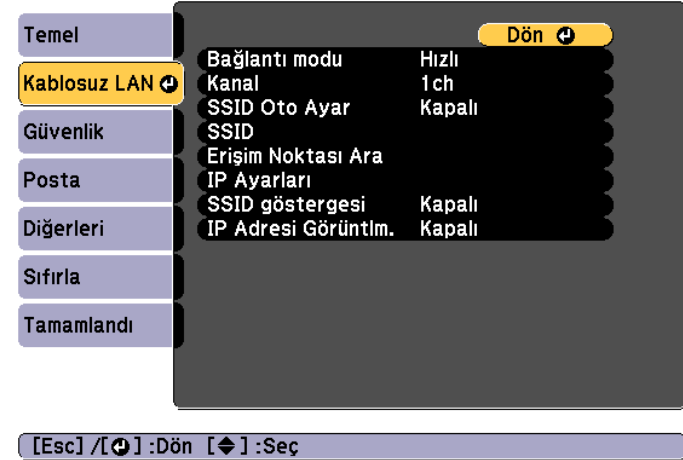 Temel
Kablosuz LAN
Güvenlik
Posta
Diğerleri
Sıfırla
Tamamlandı
Dön
Bağlantı modu Hızlı
Kanal 1ch
SSID Oto Ayar Kapalı
SSID
Erişim Noktası Ara
IP Ayarları
SSID göstergesi Kapalı
IP Adresi Görüntlm. Kapalı
[Esc] /[ ] :Dön [ ] :Seç